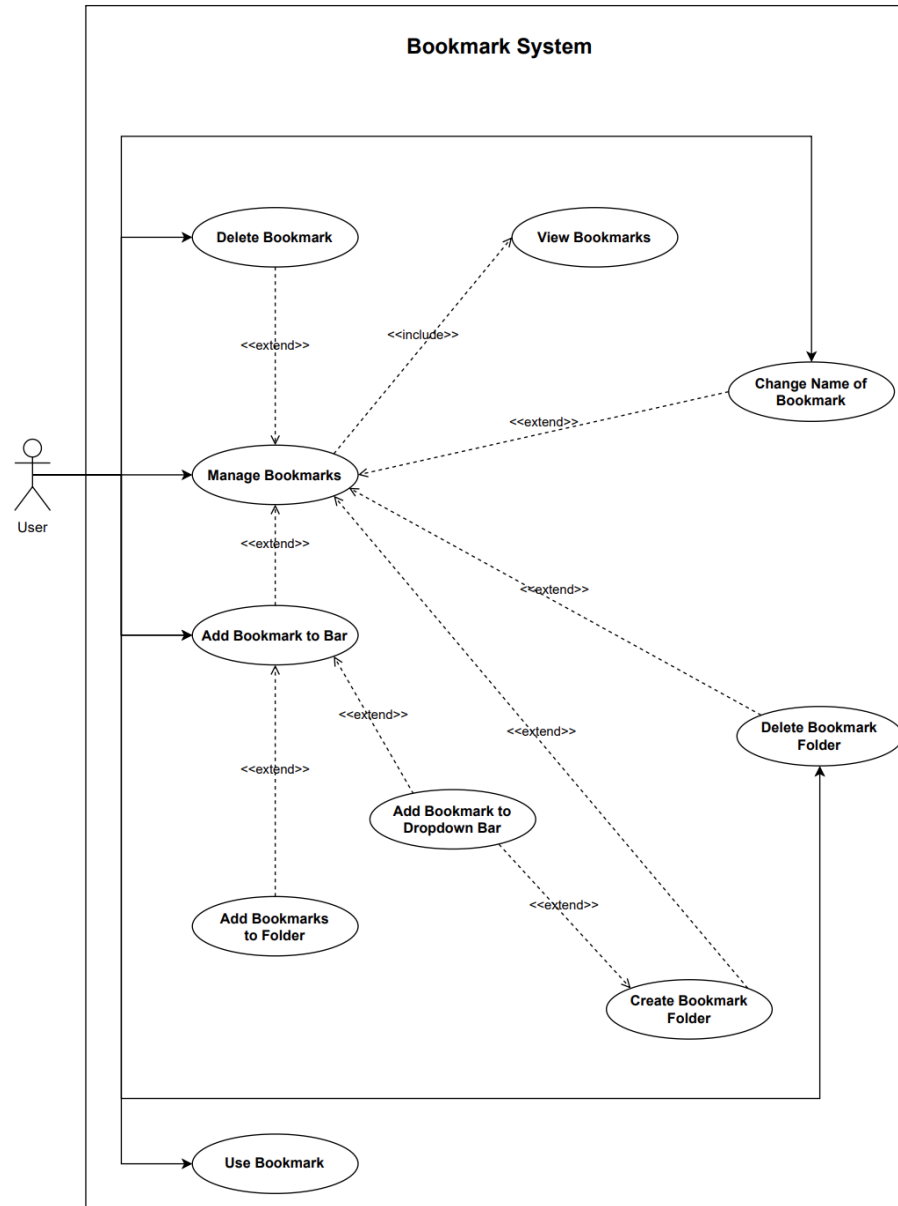 Bookmark System
Delete Bookmark
View Bookmarks
<<extend>>
<<include>>
Change Name of
Bookmark
<<extend>>
Manage Bookmarks
User
<<extend>>
<<extend>>
Add Bookmark to Bar
<<extend>>
<<extend>>
Delete Bookmark
Folder
<<extend>>
Add Bookmark to
Dropdown Bar
<<extend>>
Add Bookmarks
to Folder
Create Bookmark
Folder
Use Bookmark
<<extend>>